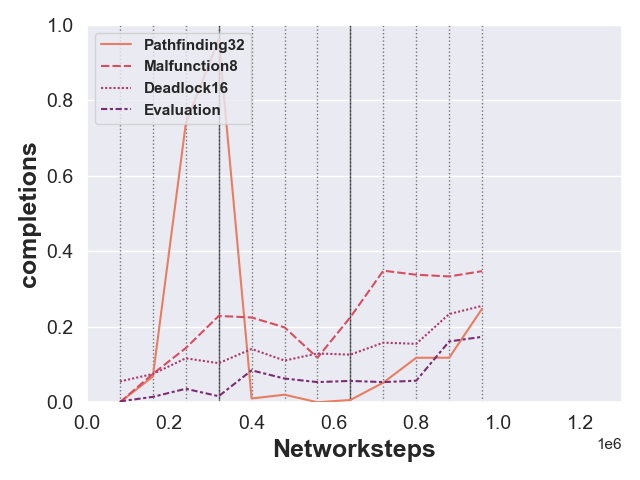 1.0
0.8
0.6
0.4
0.2
0.0
completions
Pathfinding32
Malfunction8
Deadlock16
Evaluation
0.0 0.2 0.4 0.6 0.8 1.0 1.2
1e6
Networksteps